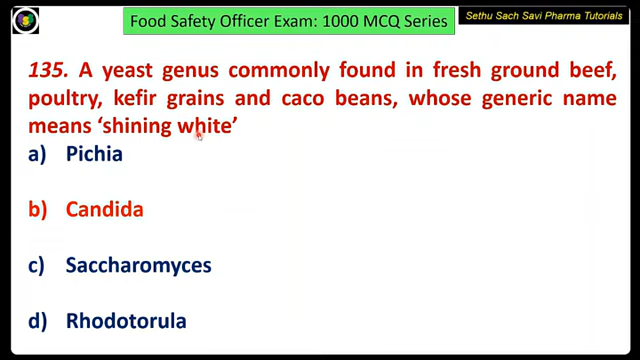 Food Safety Officer Exam: 1000 MCQ Series
Sethu Sach Savi Pharma Tutorials
135. A yeast genus commonly found in fresh ground beef,
poultry, kefir grains and caco beans, whose generic name
means ‘shining white’
a) Pichia
b) Candida
c) Saccharomyces
d) Rhodotorula